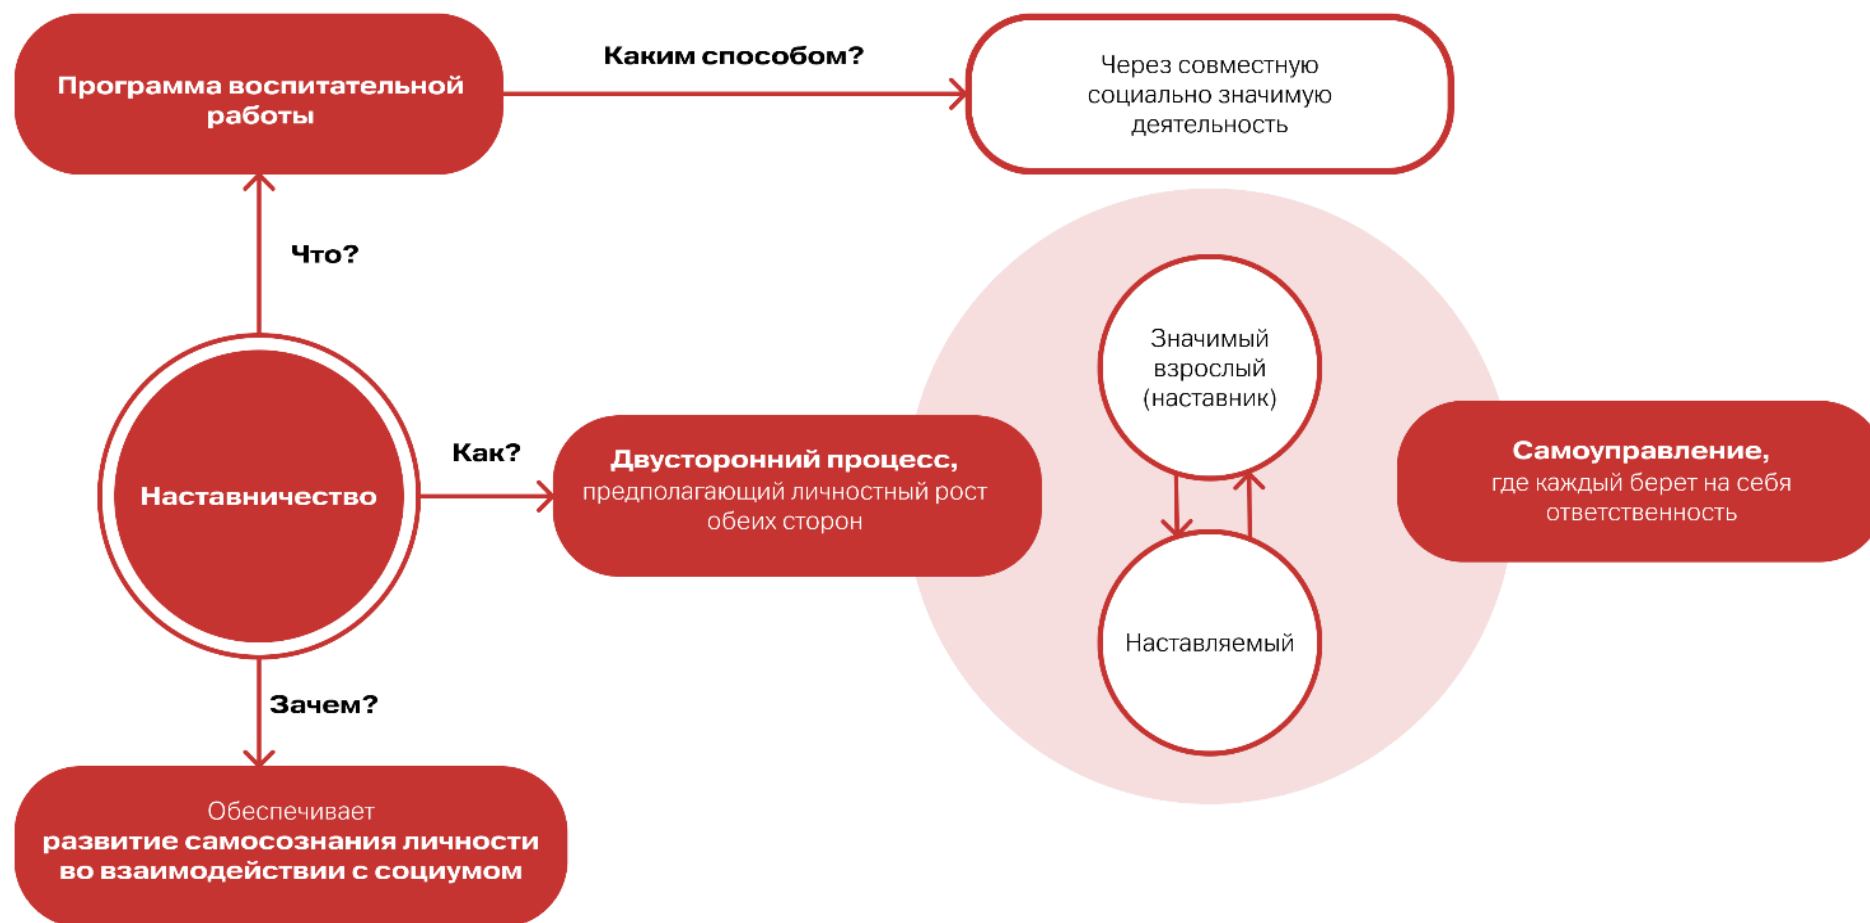 Программа воспитательной
работы
Каким способом?
Через совместную
социально значимую
деятельность
Что?
Наставничество
Как?
Двусторонний процесс,
предполагающий личностный рост
обеих сторон
Значимый
взрослый
(наставник)
Наставляемый
Самоуправление,
где каждый берет на себя
ответственность
Зачем?
Обеспечивает
развитие самосознания личности
во взаимодействии с социумом